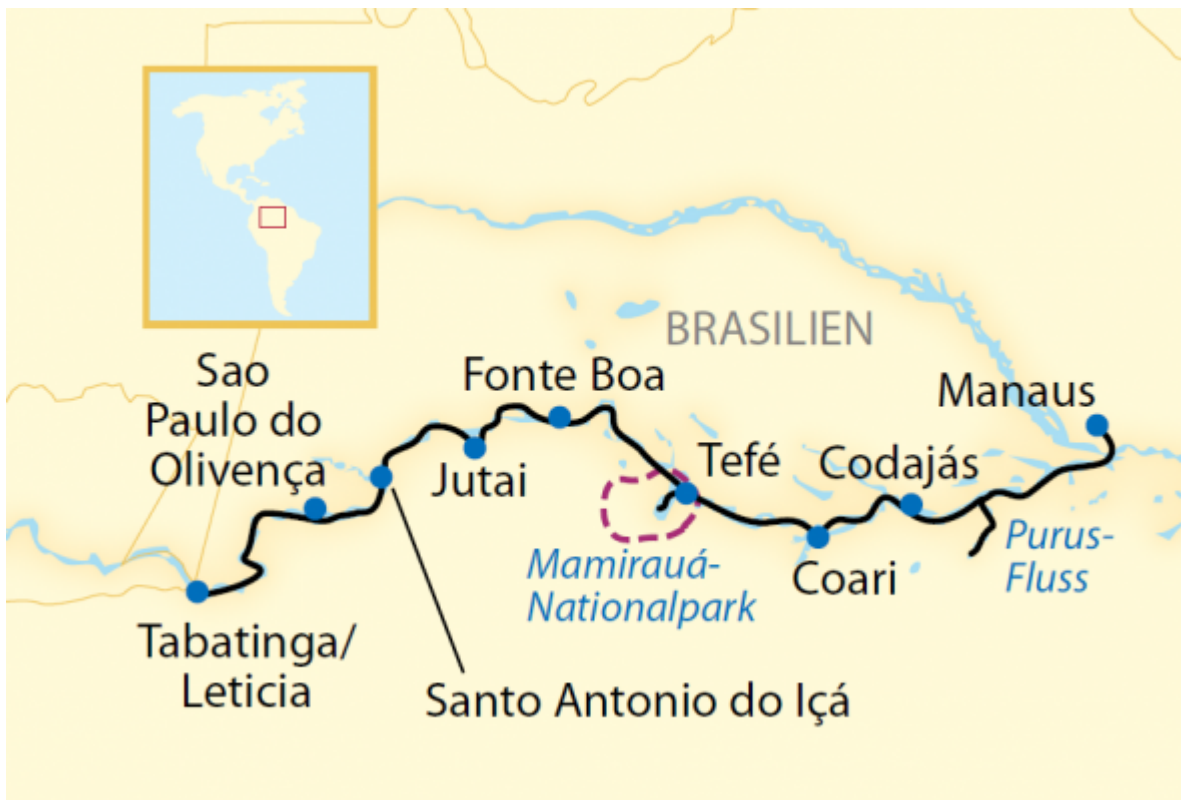 BRASILIEN
Sao
Paulo do
Olivença
Fonte Boa
Manaus
Jutai
Tefé
Codajás
Mamirauá-
Nationalpark
Coari
Purus-
Fluss
Tabatinga/
Leticia
Santo Antonio do Içá